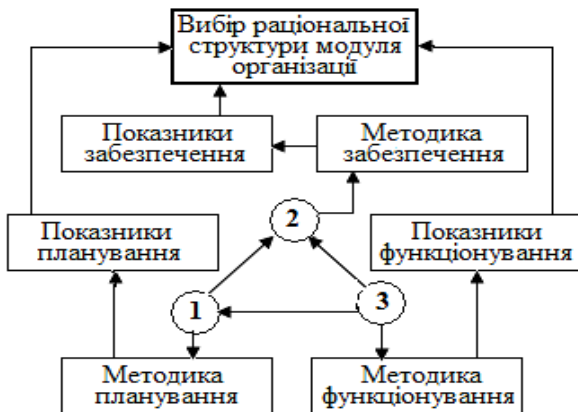 Вибір раціональної
структури модуля
організації
Показники
забезпечення
Методика
забезпечення
2
Показники
планування
Показники
функціонування
1
3
Методика
планування
Методика
функціонування